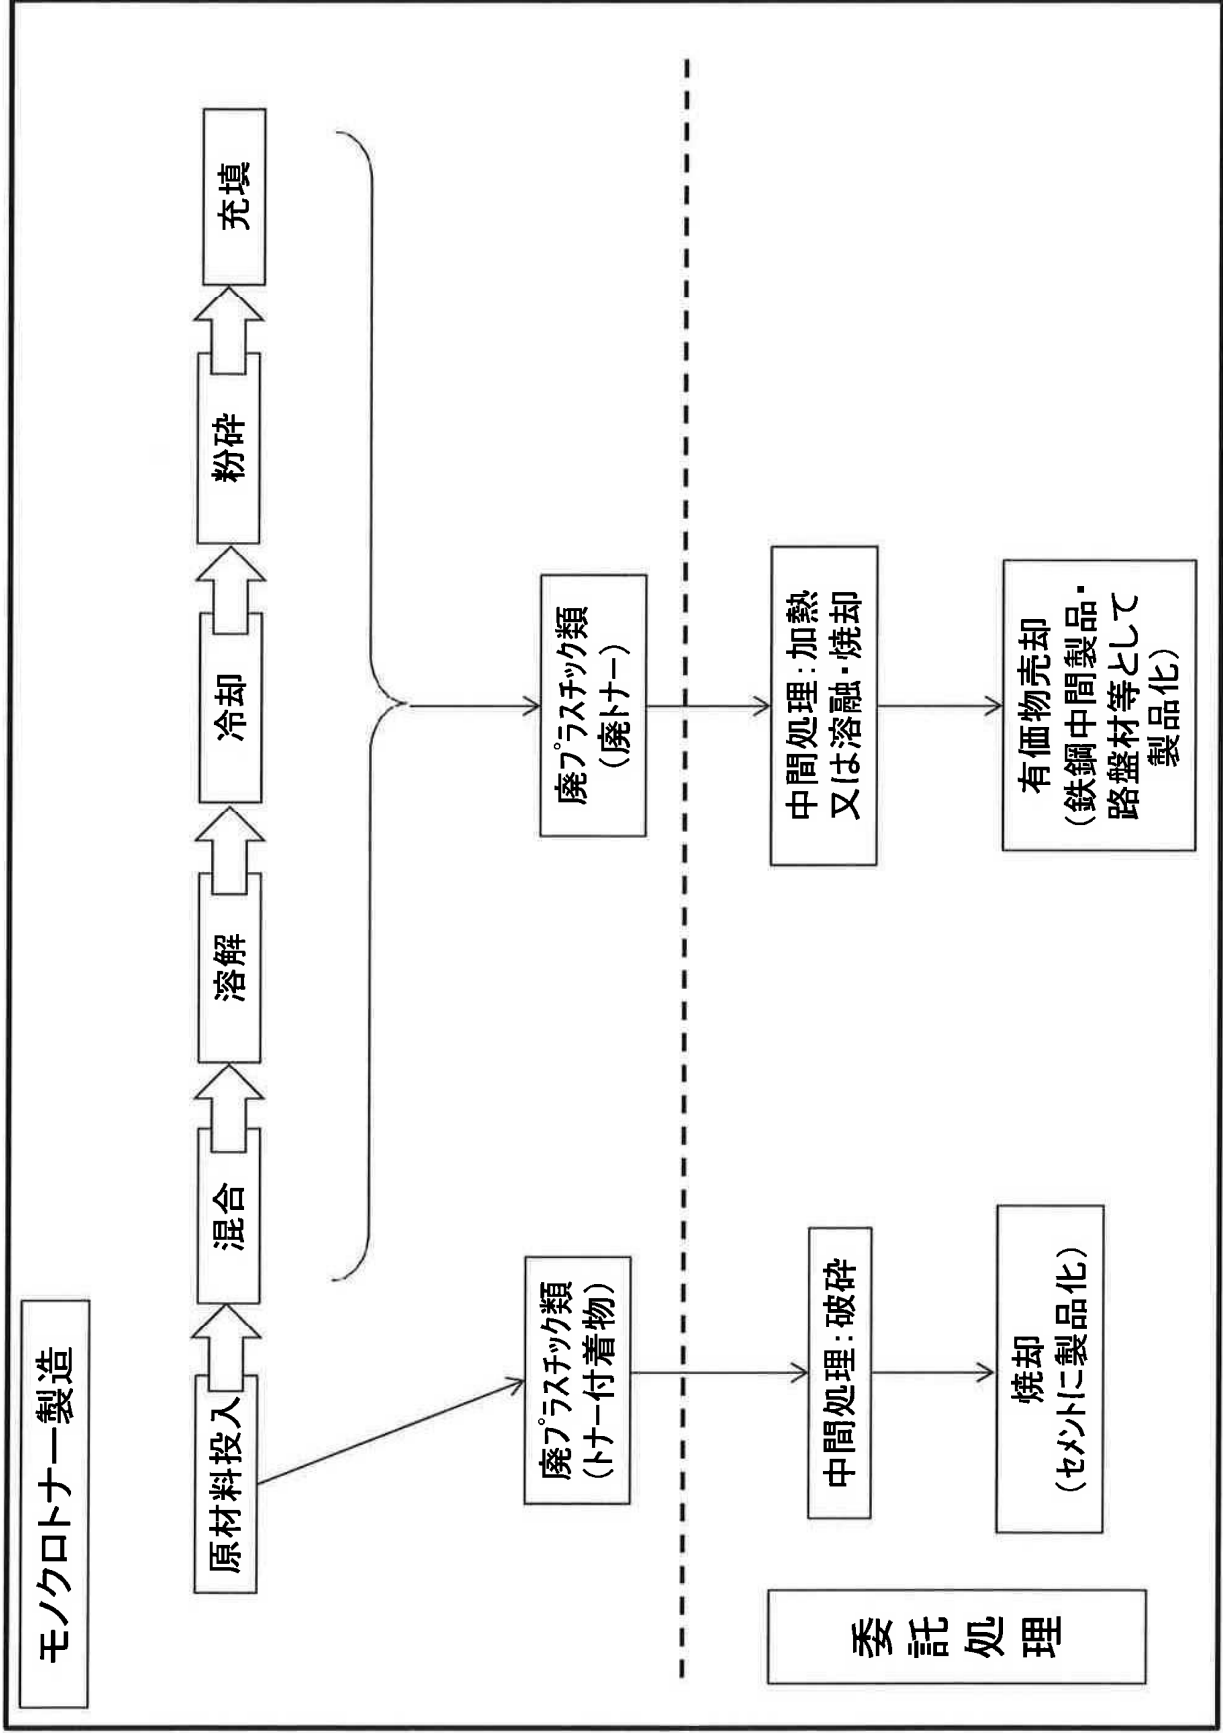 モノクロトナー製造
原材料投入
混合
溶解
冷却
粉砕
充填
廃プラスチック類
（トナー付着物）
廃プラスチック類
（廃トナー）
委託処理
中間処理：破砕
中間処理：加熱
又は溶融・焼却
焼却
（セメントに製品化）
有価物売却
（鉄鋼中間製品・
路盤材等として
製品化）